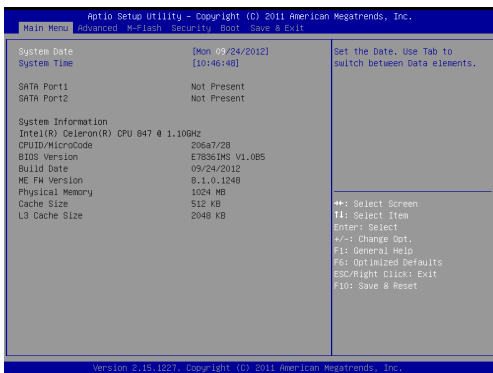 Aptio Setup Utility – Copyright (C) 2011 American Megatrends, Inc.
Main Menu Advanced M-Flash Security Boot Save & Exit
System Date [Mon 09/24/2012]
System Time [10:46:48]
SATA Port1 Not Present
SATA Port2 Not Present
System Information
Intel(R) Celeron(R) CPU 847 @ 1.10GHz
CPUID/MicroCode 206a7/28
BIOS Version E7836IMS V1.0B5
Build Date 09/24/2012
ME FW Version 8.1.0.1248
Physical Memory 1024 MB
Cache Size 512 KB
L3 Cache Size 2048 KB
Set the Date. Use Tab to
switch between Data elements.
↔: Select Screen
↑↓: Select Item
Enter: Select
+/-: Change Opt.
F1: General Help
F6: Optimized Defaults
ESC/Right Click: Exit
F10: Save & Reset
Version 2.15.1227. Copyright (C) 2011 American Megatrends, Inc.